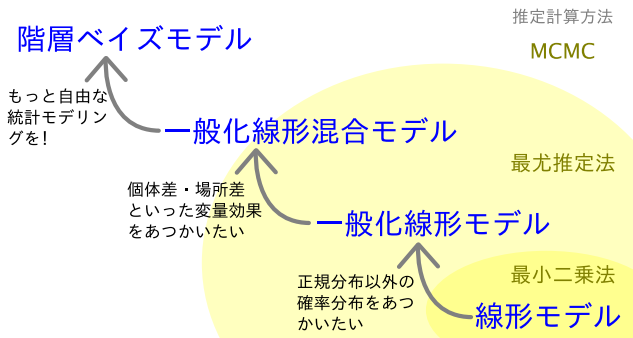 推定計算方法
階層ベイズモデル
MCMC
もっと自由な
統計モデリン
グを!
一般化線形混合モデル
最尤推定法
個体差・場所差
といった変量効果
をあつかいたい
一般化線形モデル
最小二乗法
正規分布以外の
確率分布をあつ
かいたい
線形モデル